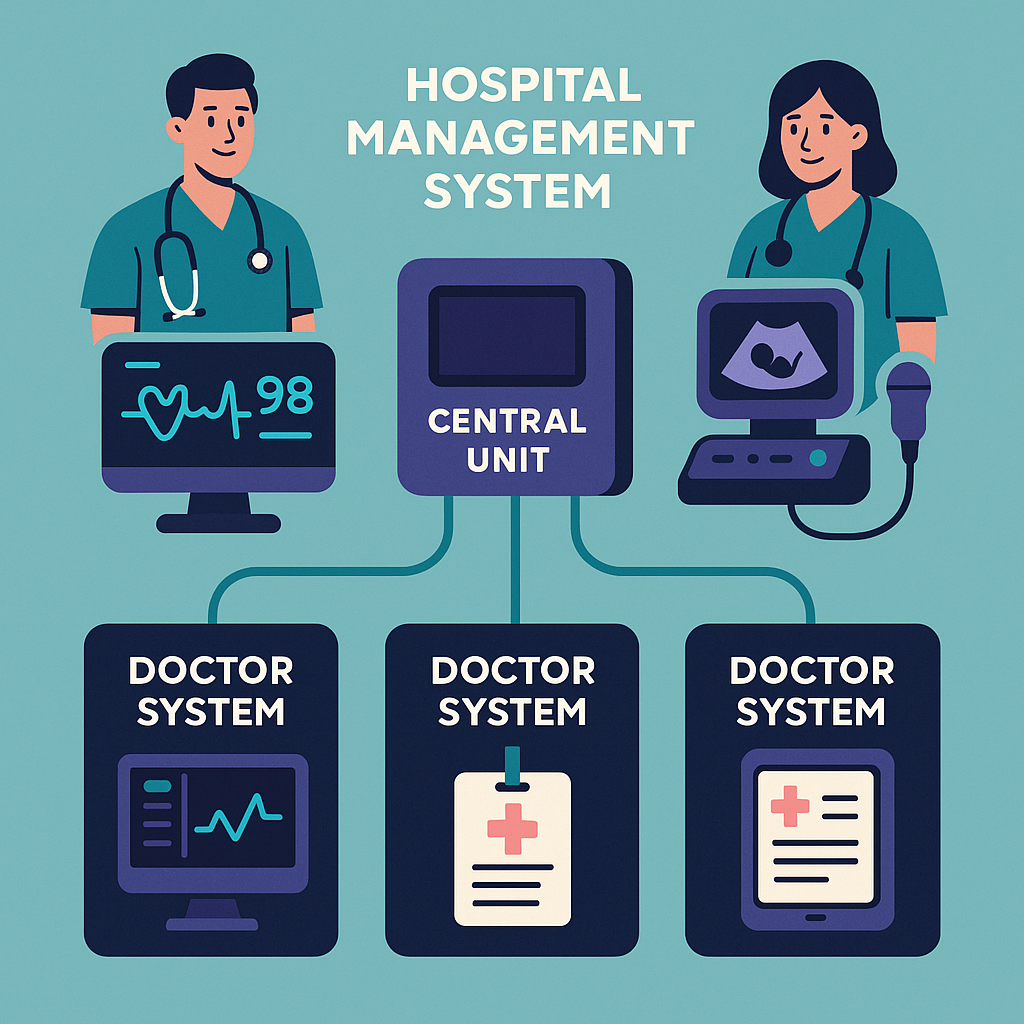 HOSPITAL
MANAGEMENT
SYSTEM
98
CENTRAL
UNIT
DOCTOR
SYSTEM
DOCTOR
SYSTEM
DOCTOR
SYSTEM